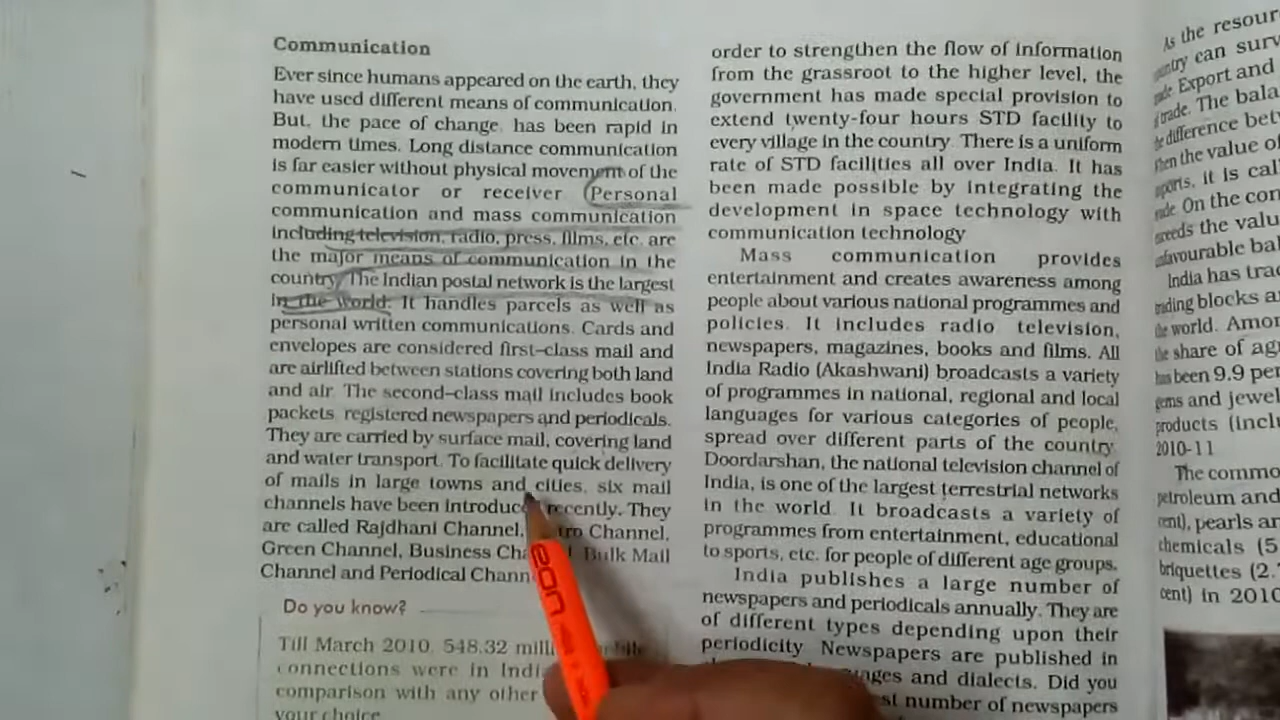 Communication
Ever since humans appeared on the earth, they
have used different means of communication.
But, the pace of change, has been rapid in
modern times. Long distance communication
is far easier without physical movement of the
communicator or receiver. Personal
communication and mass communication
including television, radio, press, films, etc. are
the major means of communication in the
country. The Indian postal network is the largest
in the world. It handles parcels as well as
personal written communications. Cards and
envelopes are considered first–class mail and
are airlifted between stations covering both land
and air. The second–class mail includes book
packets, registered newspapers and periodicals.
They are carried by surface mail, covering land
and water transport. To facilitate quick delivery
of mails in large towns and cities, six mail
channels have been introduced recently. They
are called Rajdhani Channel, Channel,
Green Channel, Business Bulk Mail
Channel and Periodical
Do you know?
Till March 2010, 548.32
connections were in
comparison with any other
your choice.
order to strengthen the flow of information
from the grassroot to the higher level, the
government has made special provision to
extend twenty-four hours STD facility to
every village in the country. There is a uniform
rate of STD facilities all over India. It has
been made possible by integrating the
development in space technology with
communication technology
Mass communication provides
entertainment and creates awareness among
people about various national programmes and
policies. It includes radio television,
newspapers, magazines, books and films. All
India Radio (Akashwani) broadcasts a variety
of programmes in national, regional and local
languages for various categories of people,
spread over different parts of the country.
Doordarshan, the national television channel of
India, is one of the largest terrestrial networks
in the world. It broadcasts a variety of
programmes from entertainment, educational
to sports, etc. for people of different age groups.
India publishes a large number of
newspapers and periodicals annually. They are
of different types depending upon their
periodicity. Newspapers are published in
and dialects. Did you
number of newspapers
As the
can
Export and
trade. The
difference
when the value of
it is
On the
the
India has
trading blocks
the world.
the share of
has been 9.9
gems and
products
2010-11
The
petroleum and
pearls
chemicals (5
briquettes (2.
cent) in